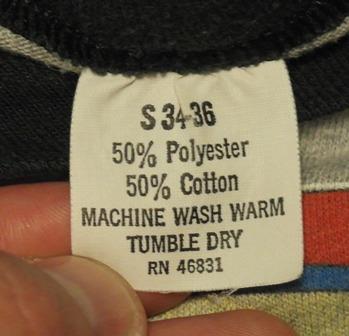 S 34-36
50% Polyester
50% Cotton
MACHINE WASH WARM
TUMBLE DRY
RN 46831